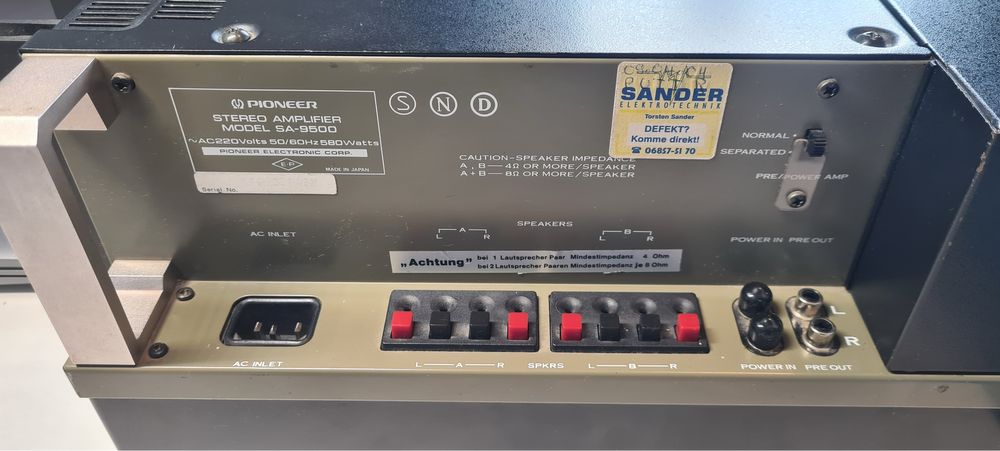 PIONEER
STEREO AMPLIFIER
MODEL SA-9500
~AC220Volts 50/60Hz 580Watts
PIONEER ELECTRONIC CORP.
E-P
MADE IN JAPAN
Serial No.
S N D
SANDER
ELEKTROTECHNIK
Torsten Sander
DEFEKT?
Komme direkt!
☎ 06857-51 70
CAUTION-SPEAKER IMPEDANCE
A , B — 4Ω OR MORE/SPEAKER
A + B — 8Ω OR MORE/SPEAKER
NORMAL
SEPARATED
PRE/POWER AMP
SPEAKERS
A
L R
B
L R
AC INLET
POWER IN PRE OUT
„Achtung” bei 1 Lautsprecher Paar Mindestimpedanz 4 Ohm
bei 2 Lautsprecher Paaren Mindestimpedanz je 8 Ohm
L
R
AC INLET
L — A — R SPKRS L — B — R
POWER IN PRE OUT